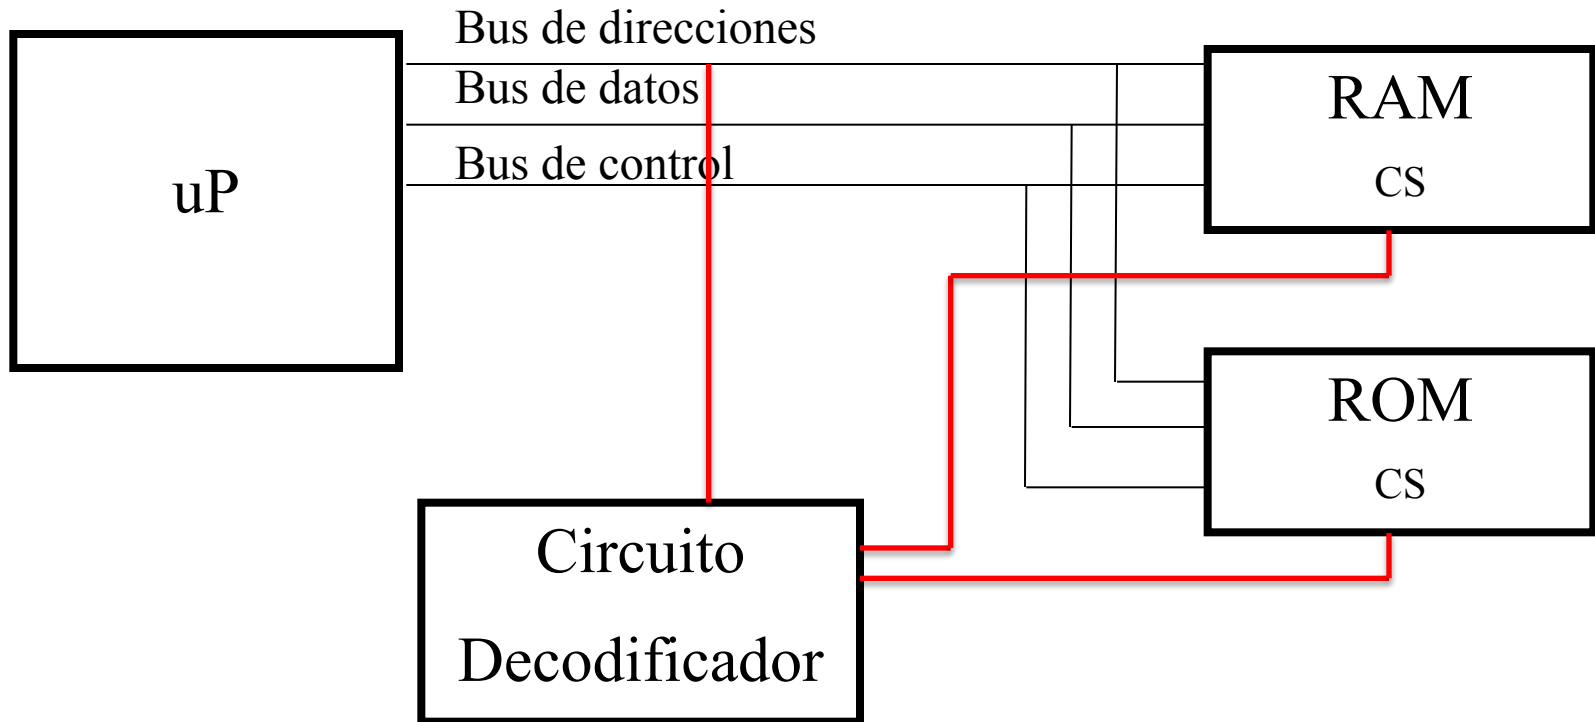 Bus de direcciones
Bus de datos
Bus de control
uP
RAM
CS
ROM
CS
Circuito
Decodificador